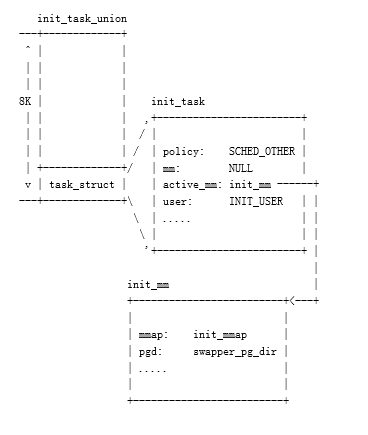 init_task_union
8K
init_task
policy: SCHED_OTHER
mm: NULL
task_struct
active_mm: init_mm
user: INIT_USER
.....
init_mm
mmap: init_mmap
pgd: swapper_pg_dir
.....